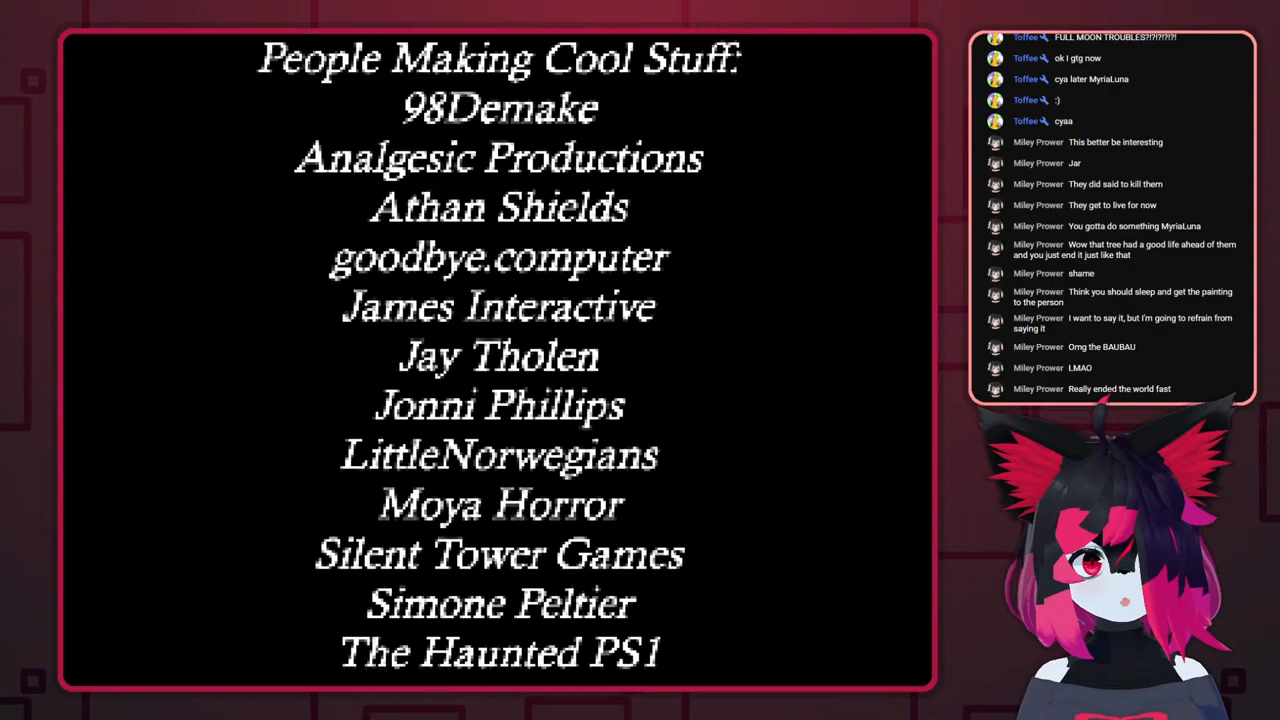 People Making Cool Stuff:
98Demake
Analgesic Productions
Athan Shields
goodbye.computer
James Interactive
Jay Tholen
Jonni Phillips
LittleNorwegians
Moya Horror
Silent Tower Games
Simone Peltier
The Haunted PS1
Toffee FULL MOON TROUBLES?!?!?!?!?!
Toffee ok I gtg now
Toffee cya later MyriaLuna
Toffee :)
Toffee cyaa
Miley Prower This better be interesting
Miley Prower Jar
Miley Prower They did said to kill them
Miley Prower They get to live for now
Miley Prower You gotta do something MyriaLuna
Miley Prower Wow that tree had a good life ahead of them
and you just end it just like that
Miley Prower shame
Miley Prower Think you should sleep and get the painting
to the person
Miley Prower I want to say it, but I'm going to refrain from
saying it
Miley Prower Omg the BAUBAU
Miley Prower LMAO
Miley Prower Really ended the world fast